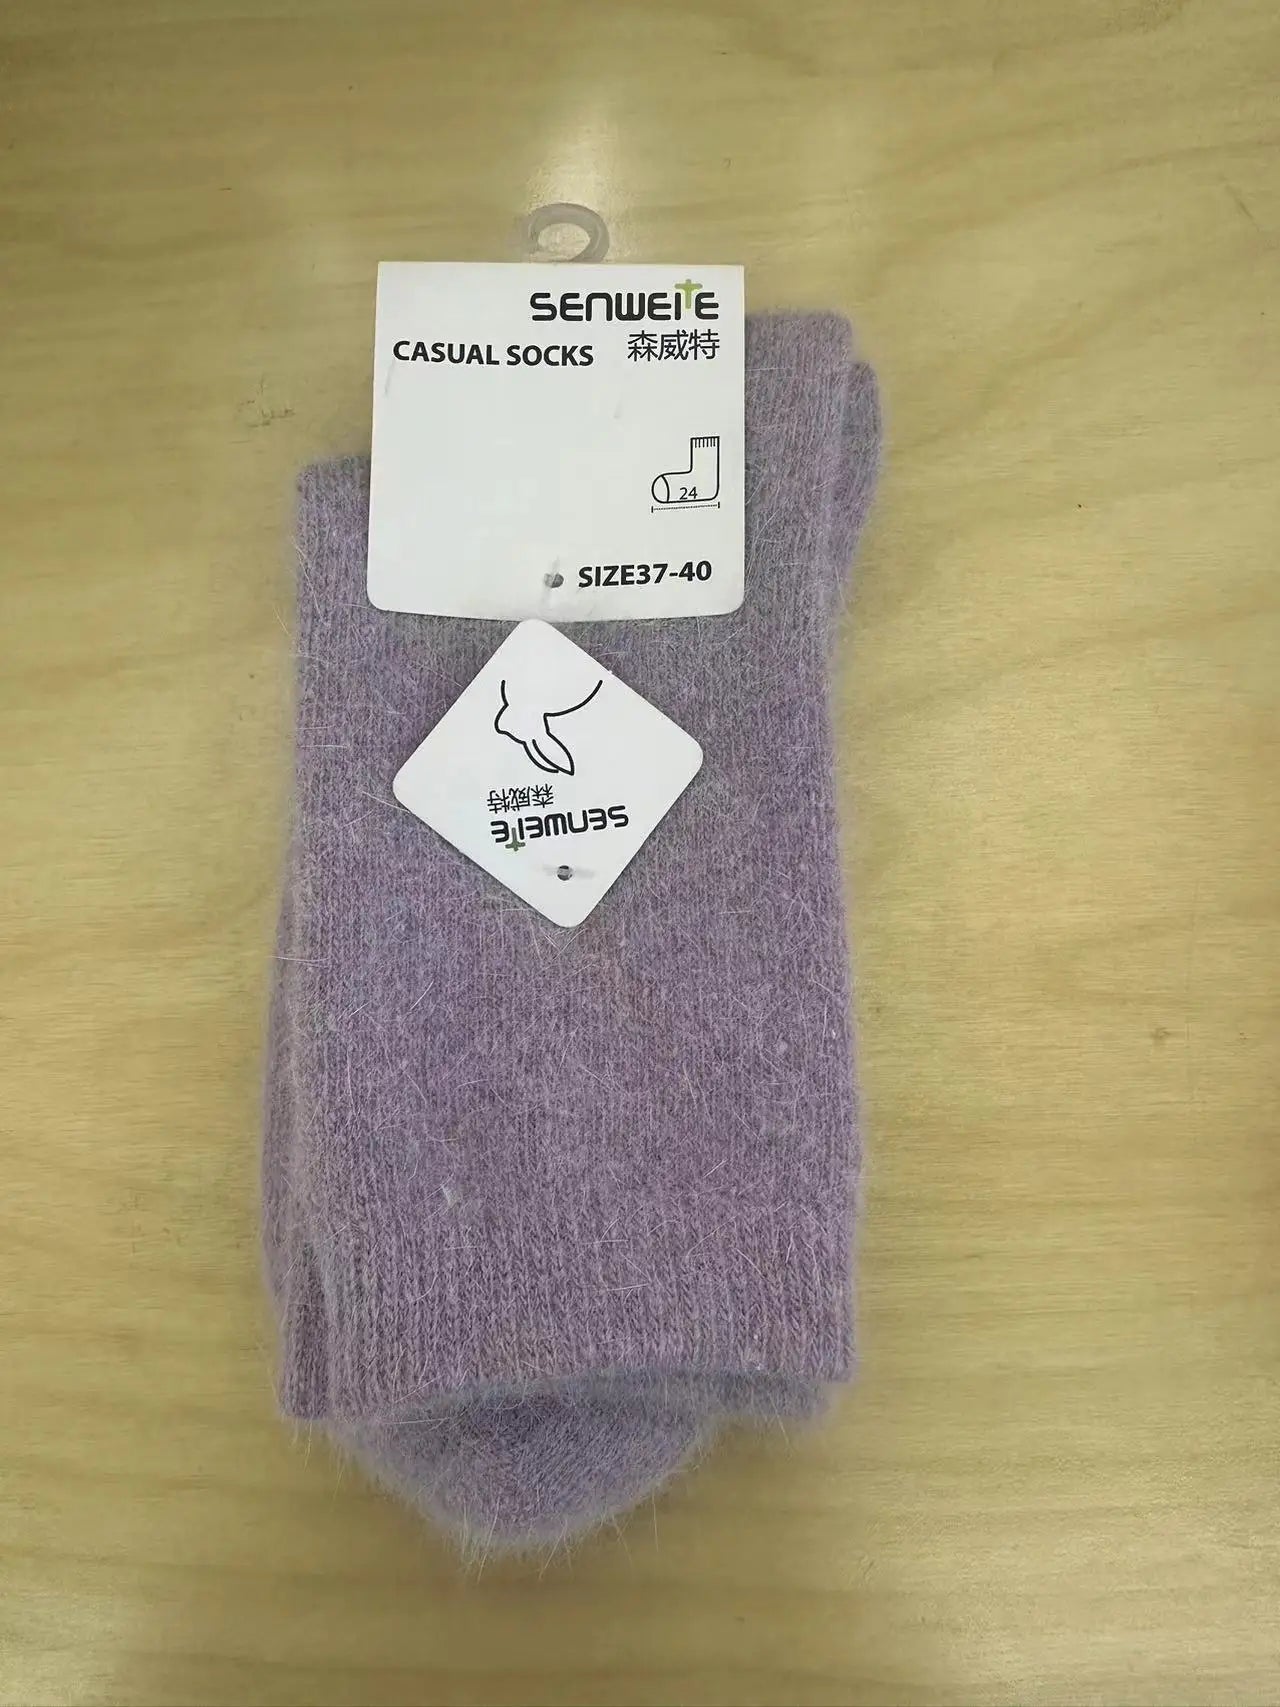 SENWEITE
森威特
CASUAL SOCKS
24
SIZE37-40
森威特
SENWEITE